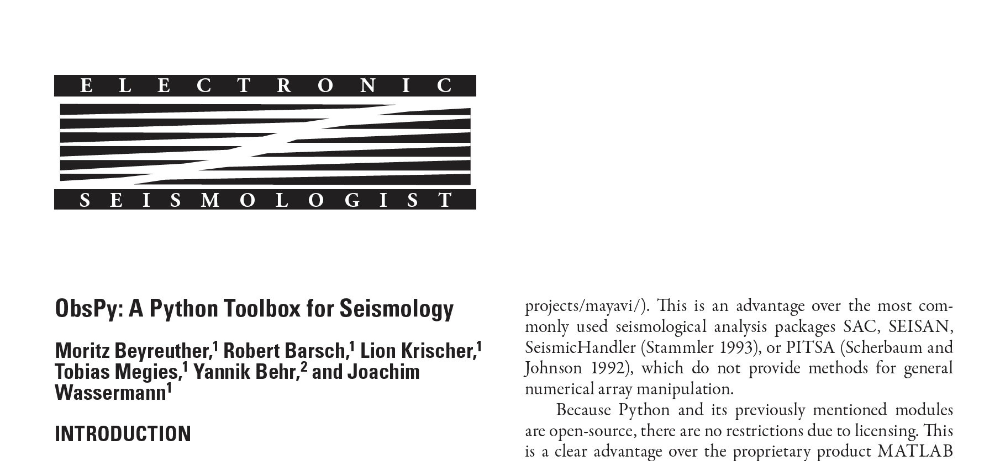 ELECTRONIC
SEISMOLOGIST
ObsPy: A Python Toolbox for Seismology
Moritz Beyreuther,¹ Robert Barsch,¹ Lion Krischer,¹
Tobias Megies,¹ Yannik Behr,² and Joachim
Wassermann¹
INTRODUCTION
projects/mayavi/). This is an advantage over the most com-
monly used seismological analysis packages SAC, SEISAN,
SeismicHandler (Stammler 1993), or PITSA (Scherbaum and
Johnson 1992), which do not provide methods for general
numerical array manipulation.
Because Python and its previously mentioned modules
are open-source, there are no restrictions due to licensing. This
is a clear advantage over the proprietary product MATLAB